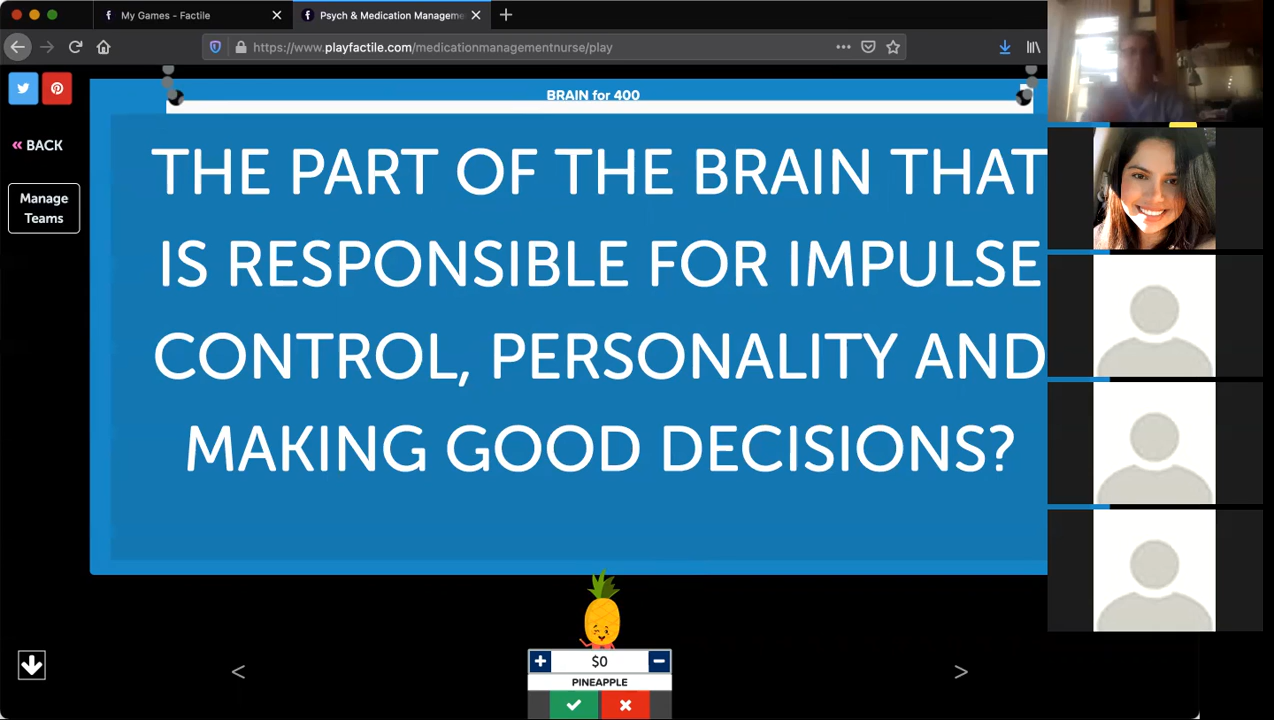 My Games - Factile
Psych & Medication Manageme
https://www.playfactile.com/medicationmanagementnurse/play
BRAIN for 400
« BACK
Manage
Teams
THE PART OF THE BRAIN THAT
IS RESPONSIBLE FOR IMPULSE
CONTROL, PERSONALITY AND
MAKING GOOD DECISIONS?
$0
PINEAPPLE